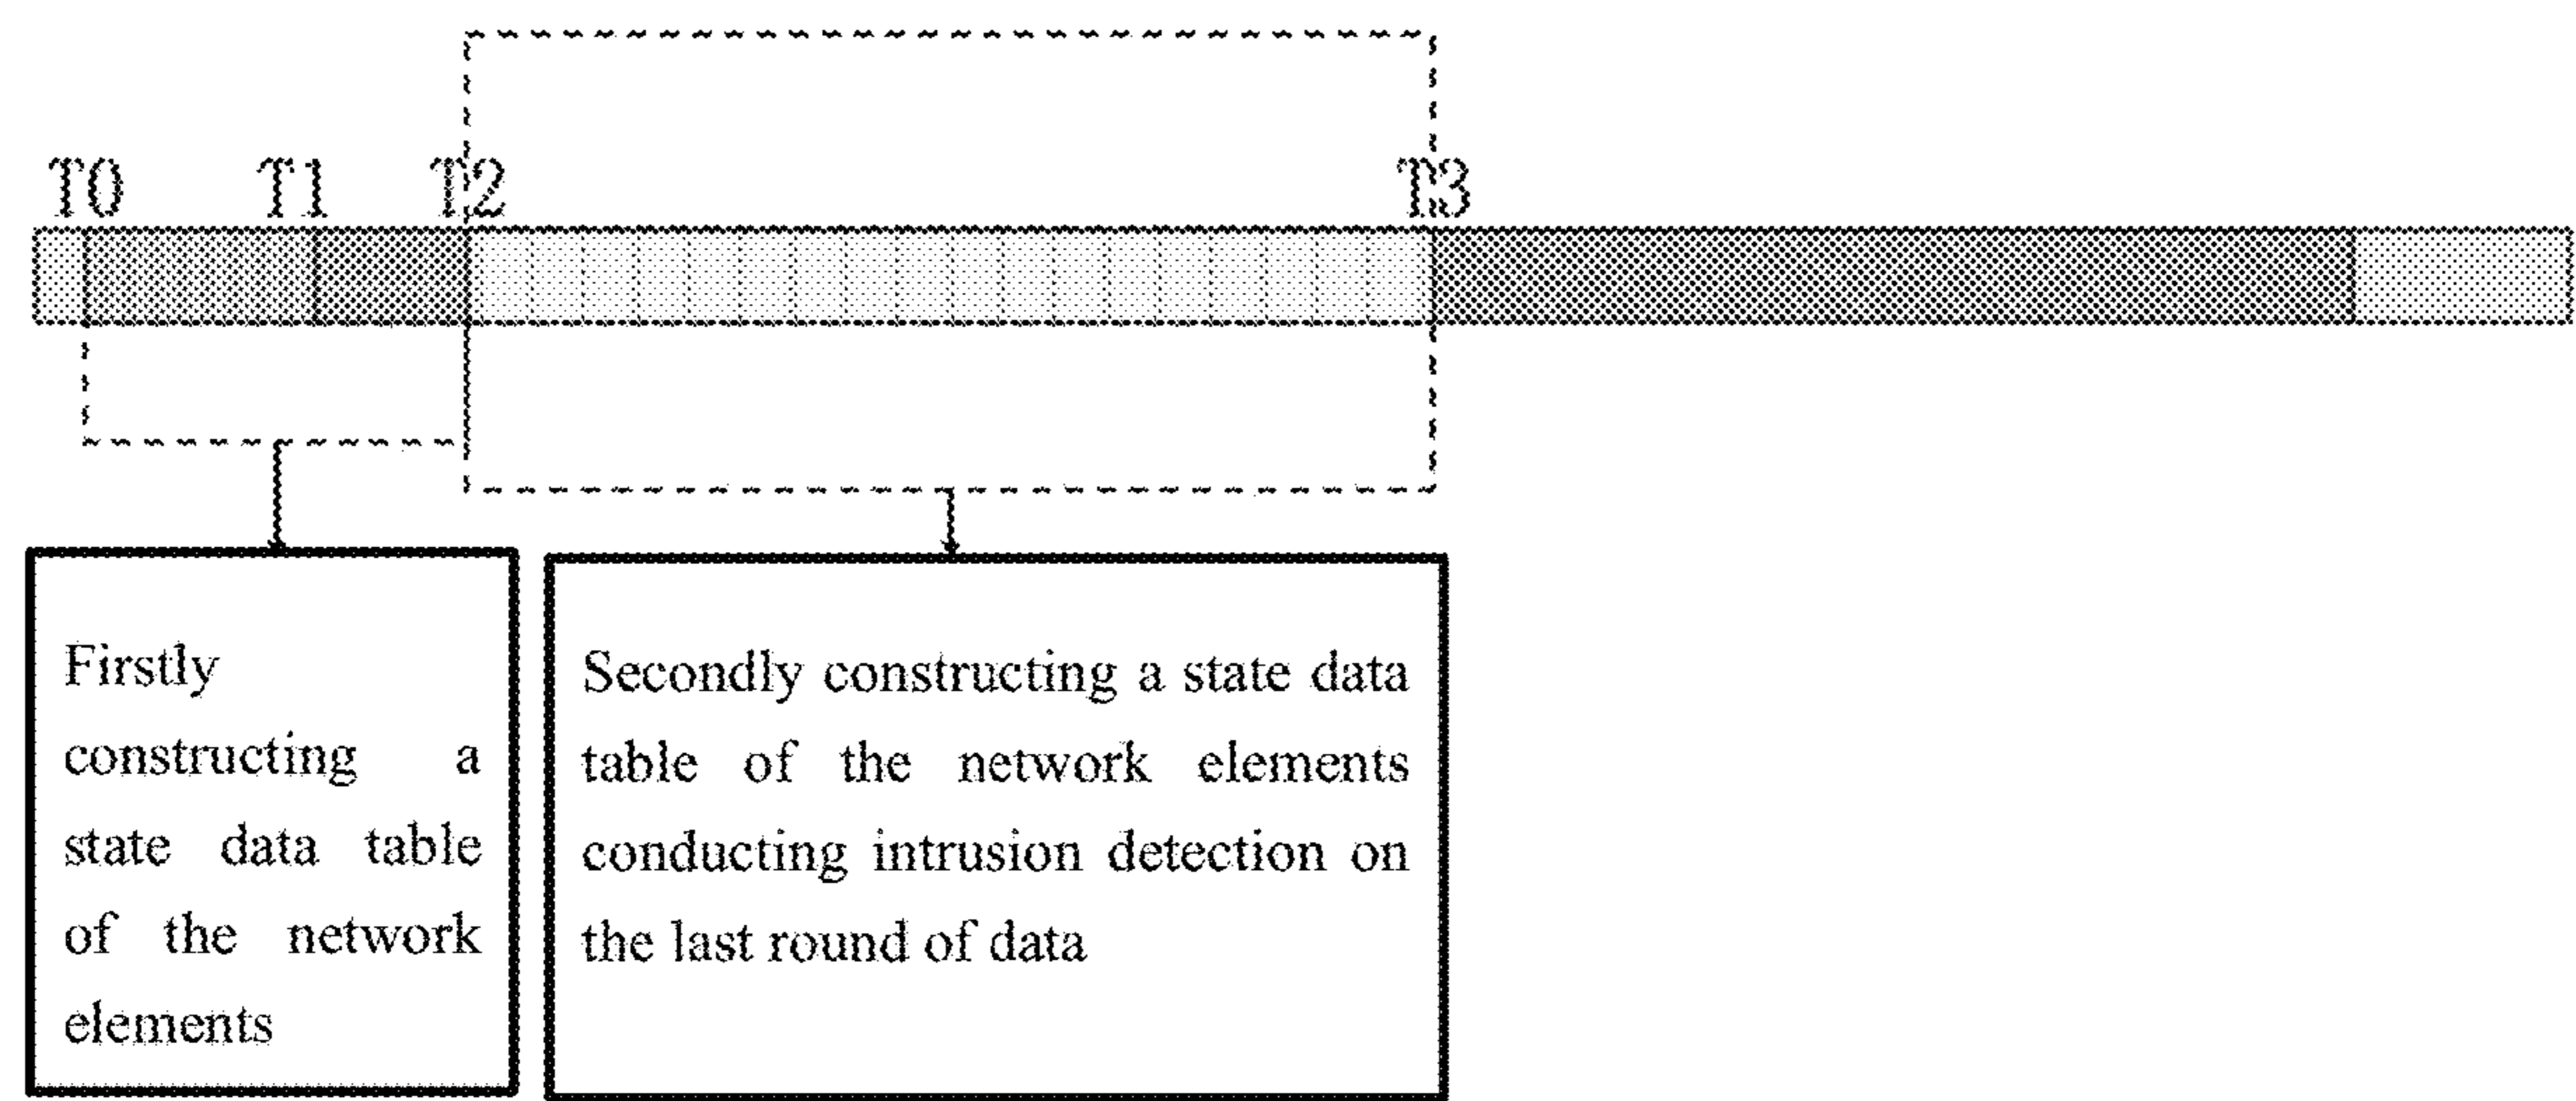 T0 T1 T2 T3
Firstly
constructing a
state data table
of the network
elements
Secondly constructing a state data
table of the network elements
conducting intrusion detection on
the last round of data